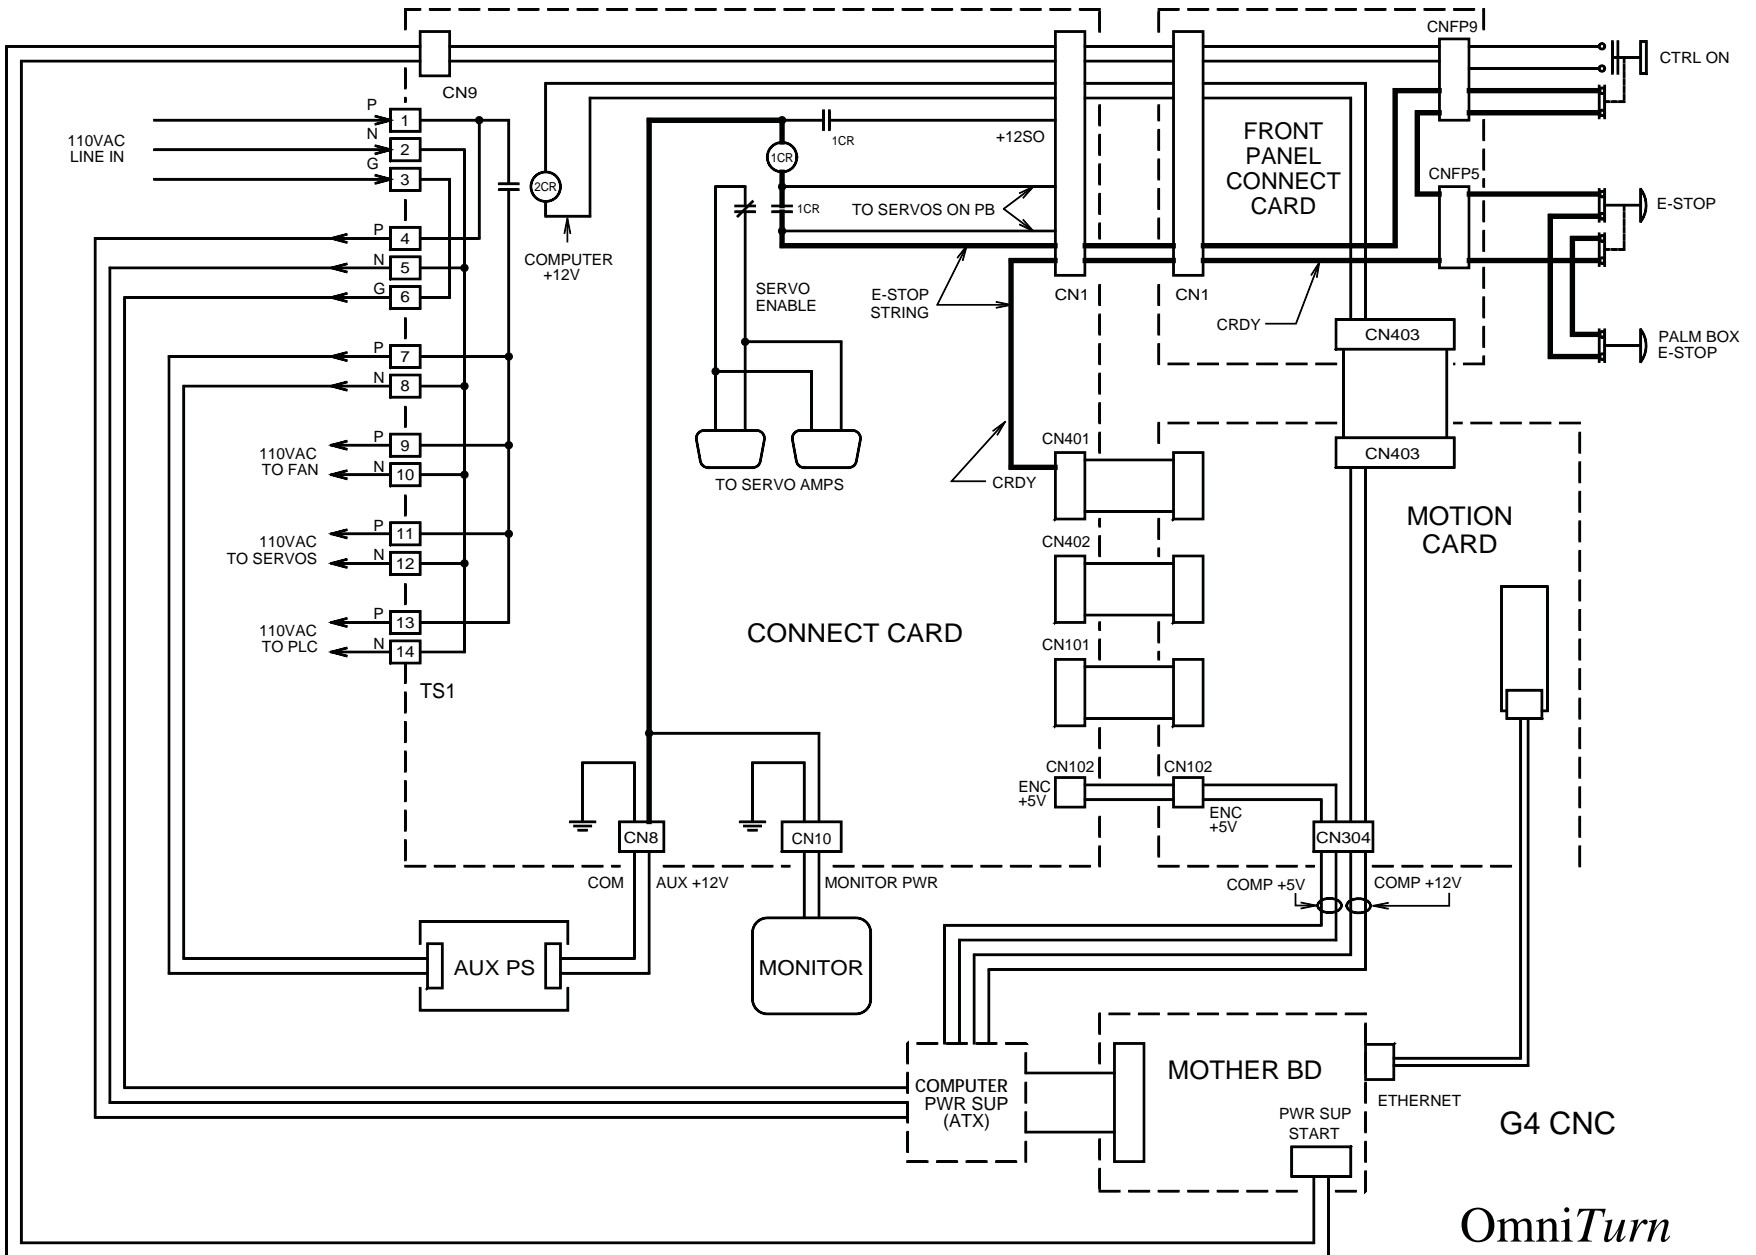 CNFP9
CTRL ON
CN9
P
1
110VAC
LINE IN
N
2
G
3
1CR
+12SO
1CR
2CR
FRONT
PANEL
CONNECT
CARD
CNFP5
1CR
TO SERVOS ON PB
E-STOP
P
4
N
5
G
6
COMPUTER
+12V
SERVO
ENABLE
E-STOP
STRING
CN1
CN1
CRDY
CN403
PALM BOX
E-STOP
P
7
N
8
110VAC
TO FAN
P
9
N
10
CN401
CN403
TO SERVO AMPS
CRDY
110VAC
TO SERVOS
P
11
N
12
CN402
MOTION
CARD
110VAC
TO PLC
P
13
N
14
CONNECT CARD
CN101
TS1
CN102
CN102
ENC
+5V
ENC
+5V
CN8
CN10
CN304
COM
AUX +12V
MONITOR PWR
COMP +5V
COMP +12V
AUX PS
MONITOR
COMPUTER
PWR SUP
(ATX)
MOTHER BD
ETHERNET
PWR SUP
START
G4 CNC
OmniTurn